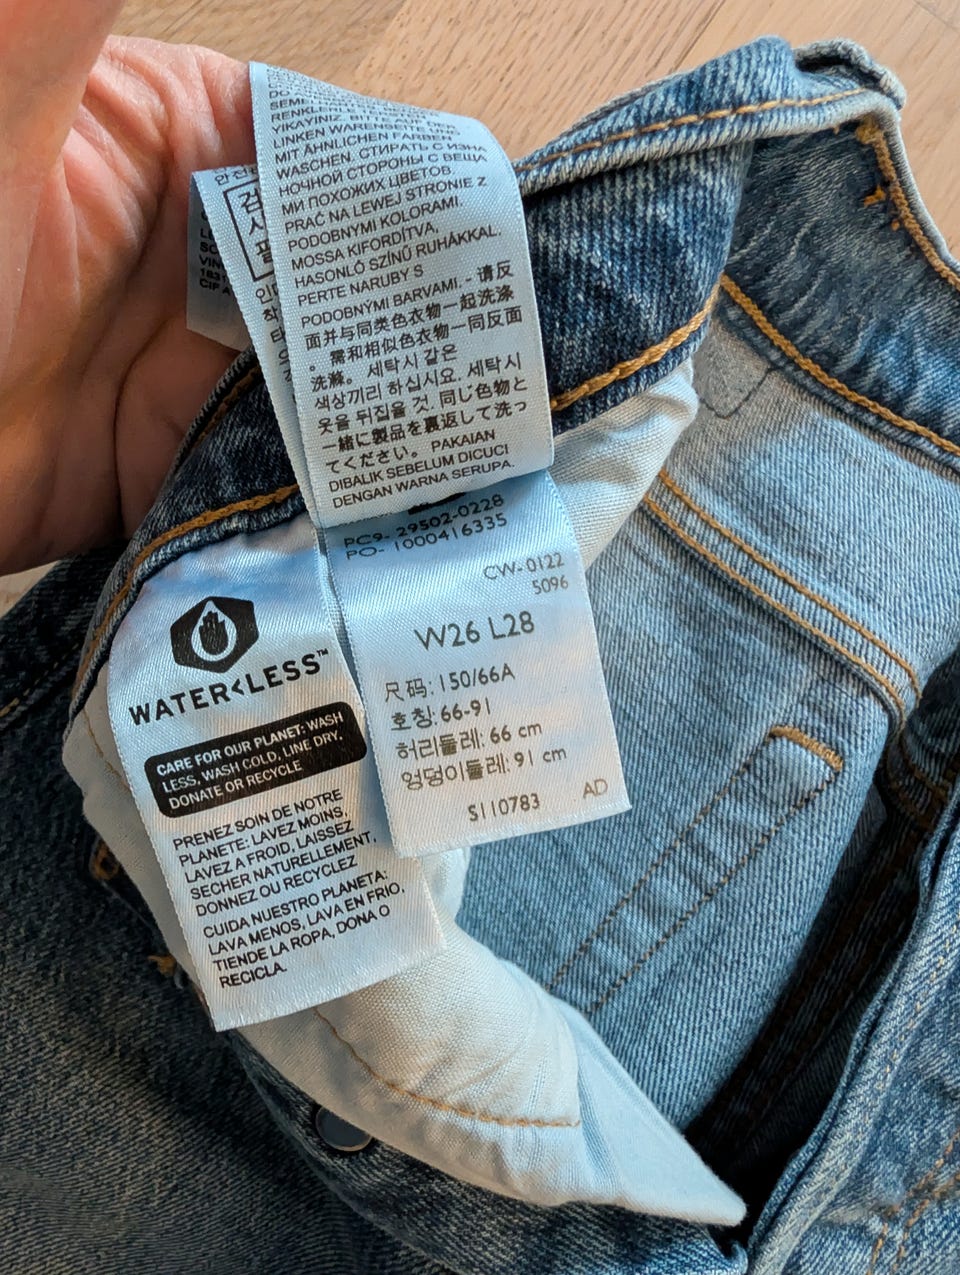 RENKLERI
YIKAYINIZ. BITTE AUF DER
LINKEN WARENSEITE UND
MIT ÄHNLICHEN FARBEN
WASCHEN. СТИРАТЬ С ИЗНА
НОЧНОЙ СТОРОНЫ С ВЕЩА
МИ ПОХОЖИХ ЦВЕТОВ.
PRAĆ NA LEWEJ STRONIE Z
PODOBNYMI KOLORAMI.
MOSSA KIFORDÍTVA,
HASONLÓ SZÍNŰ RUHÁKKAL.
PERTE NARUBY S
PODOBNÝMI BARVAMI. - 请反
面并与同类色衣物一起洗涤
。需和相似色衣物一同反面
洗滌。세탁시 같은
색상끼리 하십시요. 세탁시
옷을 뒤집을 것. 同じ色物と
一緒に製品を裏返して洗っ
てください。PAKAIAN
DIBALIK SEBELUM DICUCI
DENGAN WARNA SERUPA.
PC9- 29502-0228
PO- 1000416335
CW-0122
5096
W26 L28
尺码: 150/66A
호칭: 66-91
허리둘레: 66 cm
엉덩이둘레: 91 cm
S110783 AD
WATER<LESS™
CARE FOR OUR PLANET: WASH
LESS, WASH COLD, LINE DRY,
DONATE OR RECYCLE
PRENEZ SOIN DE NOTRE
PLANETE: LAVEZ MOINS,
LAVEZ A FROID, LAISSEZ
SECHER NATURELLEMENT,
DONNEZ OU RECYCLEZ
CUIDA NUESTRO PLANETA:
LAVA MENOS, LAVA EN FRIO,
TIENDE LA ROPA, DONA O
RECICLA.